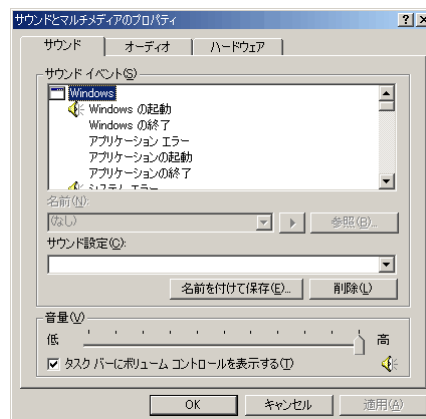 サウンドとマルチメディアのプロパティ
サウンド オーディオ ハードウェア
サウンド イベント(S)
Windows
Windows の起動
Windows の終了
アプリケーション エラー
アプリケーションの起動
アプリケーションの終了
システム エラー
名前(N):
(なし) 参照(B)...
サウンド設定(C):
名前を付けて保存(E)... 削除(L)
音量(V)
低 高
タスク バーにボリューム コントロールを表示する(T)
OK キャンセル 適用(A)